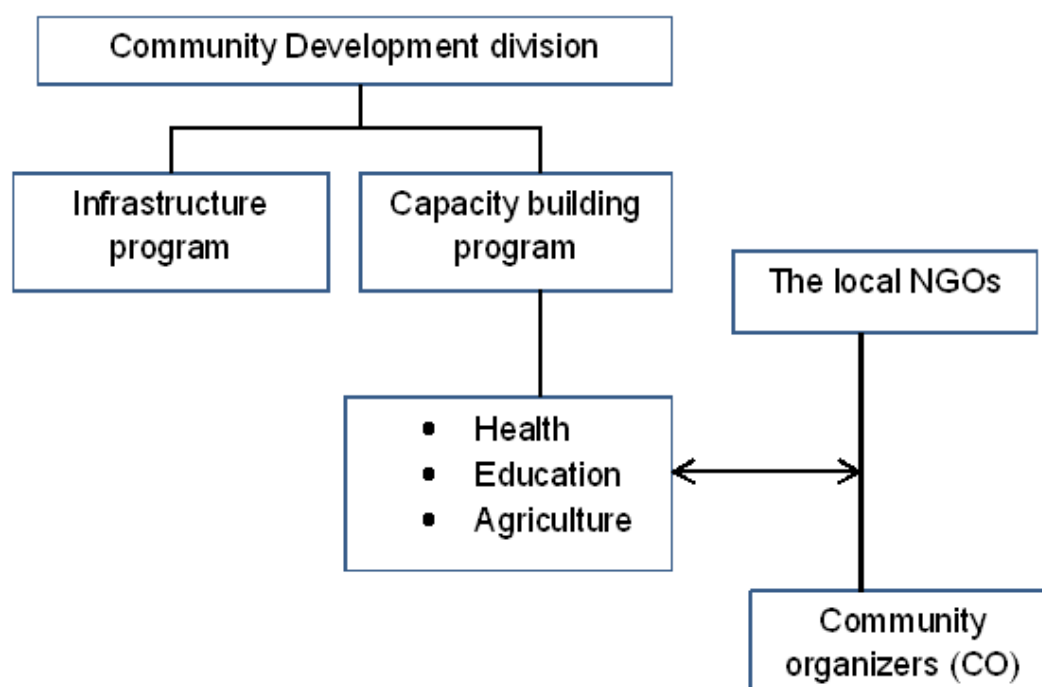 Community Development division
Infrastructure
program
Capacity building
program
The local NGOs
• Health
• Education
• Agriculture
Community
organizers (CO)